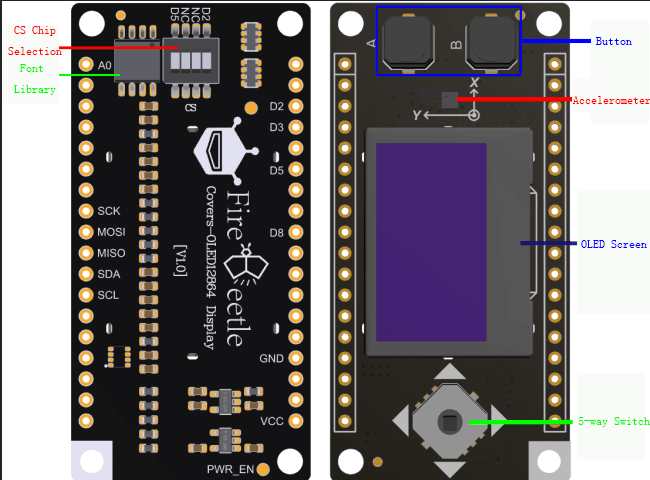 CS Chip
Selection
Font
Library
D5
NC
NC
D2
CS
A0
SCK
MOSI
MISO
SDA
SCL
D2
D3
D5
D8
GND
VCC
PWR_EN
Fire Beetle
Covers-OLED12864 Display
[V1.0]
A
B
X
Y
Button
Accelerometer
OLED Screen
5-way Switch